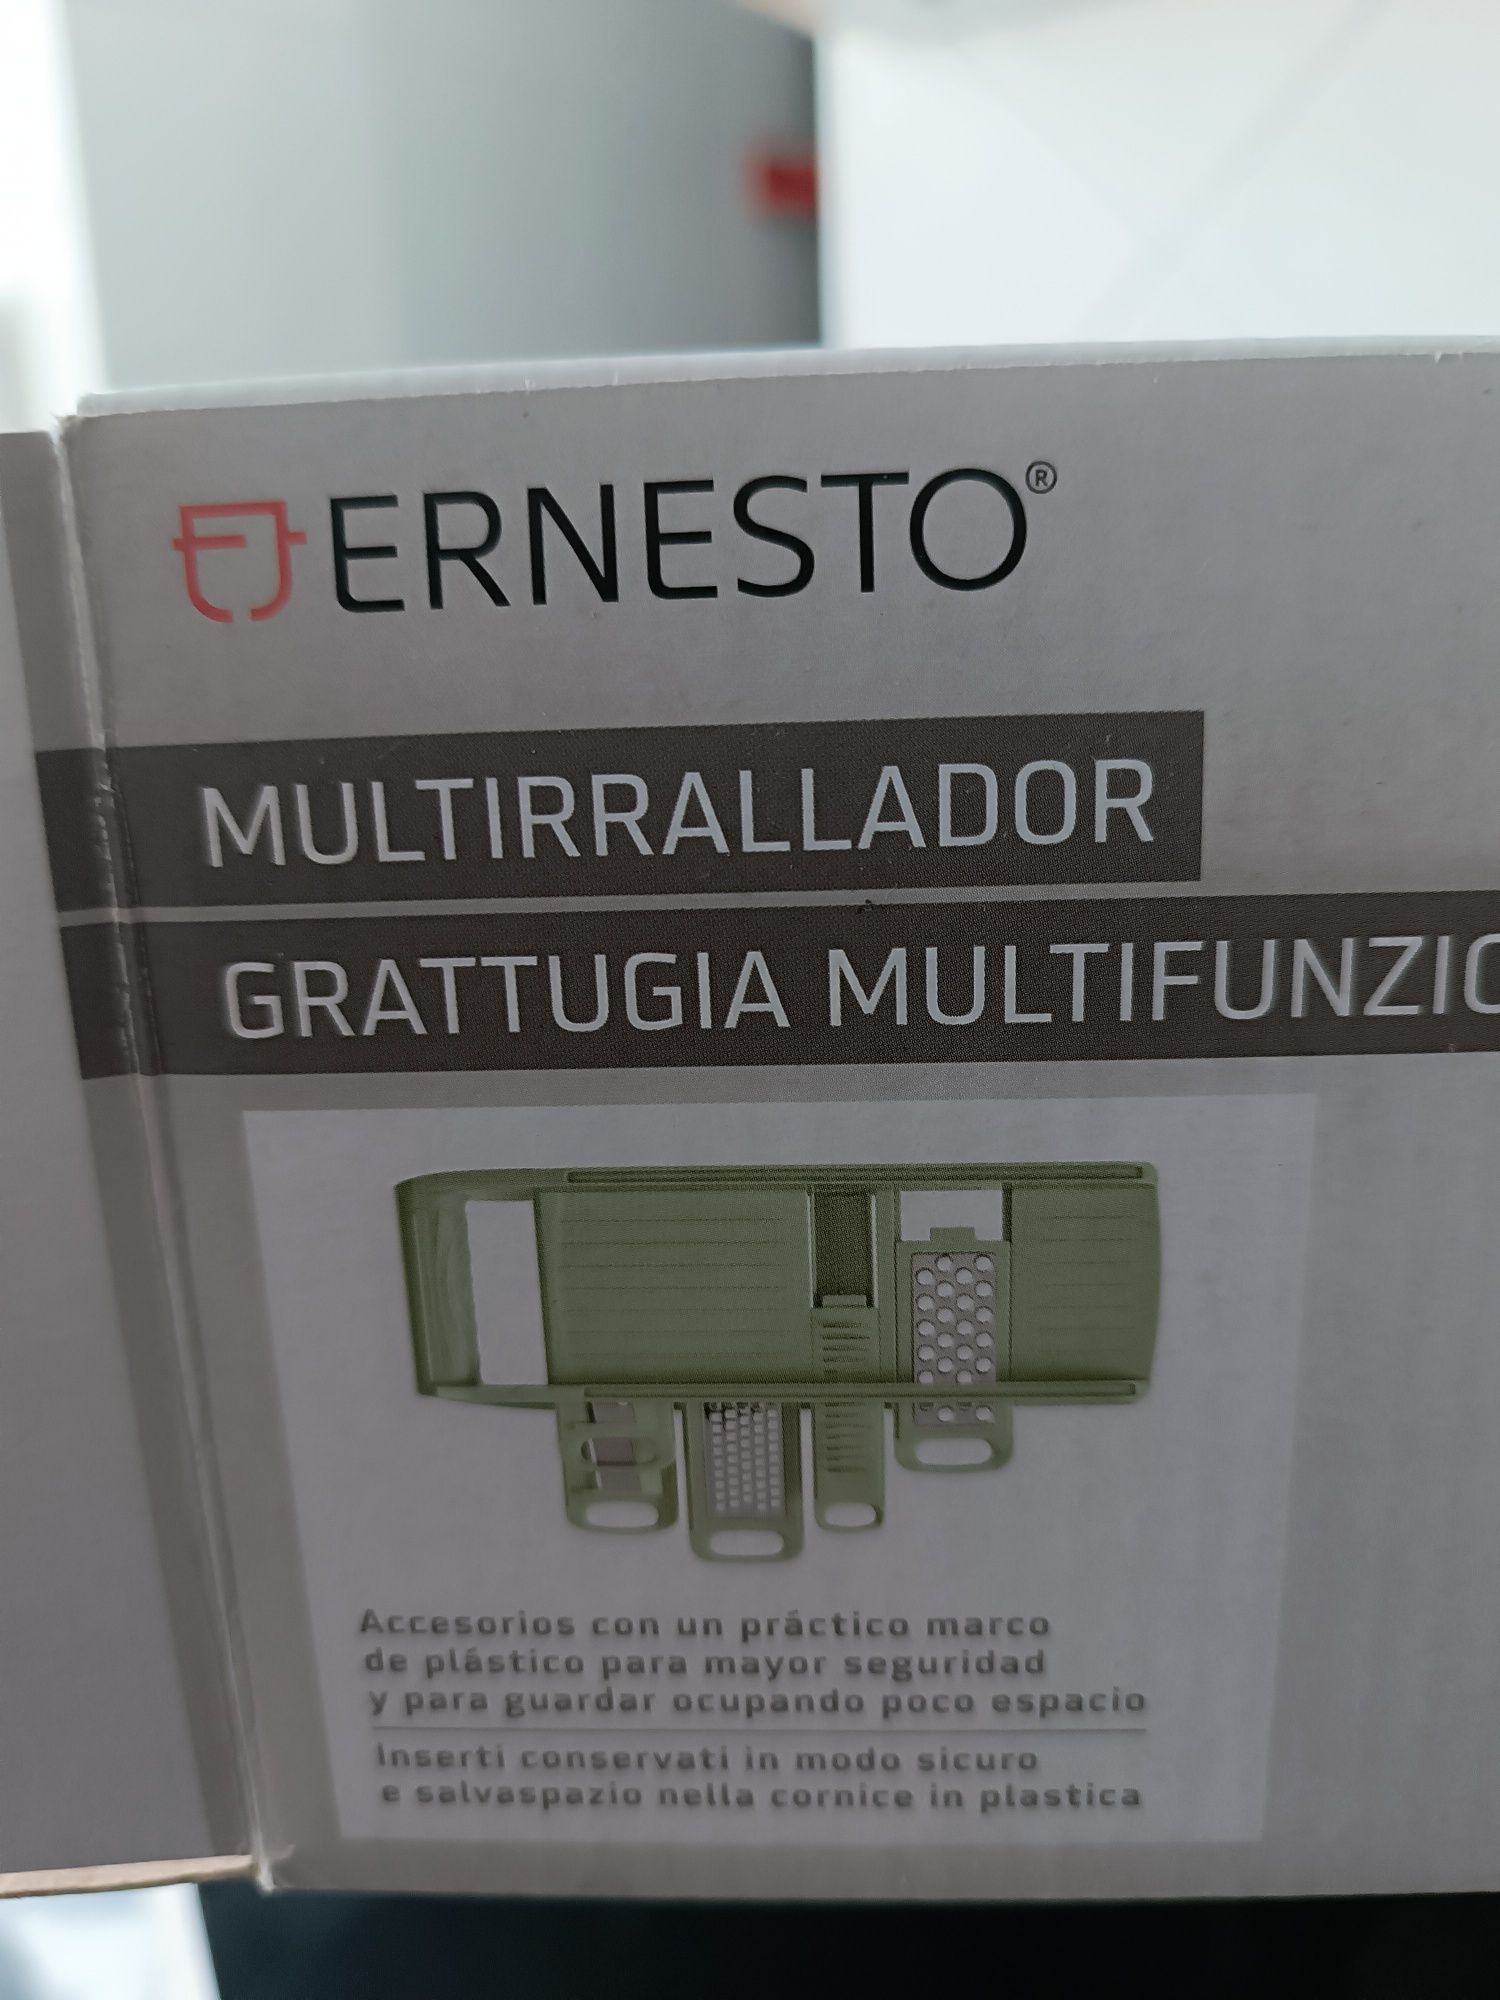 ERNESTO®
MULTIRRALLADOR
GRATTUGIA MULTIFUNZIO
Accesorios con un práctico marco
de plástico para mayor seguridad
y para guardar ocupando poco espacio
Inserti conservati in modo sicuro
e salvaspazio nella cornice in plastica